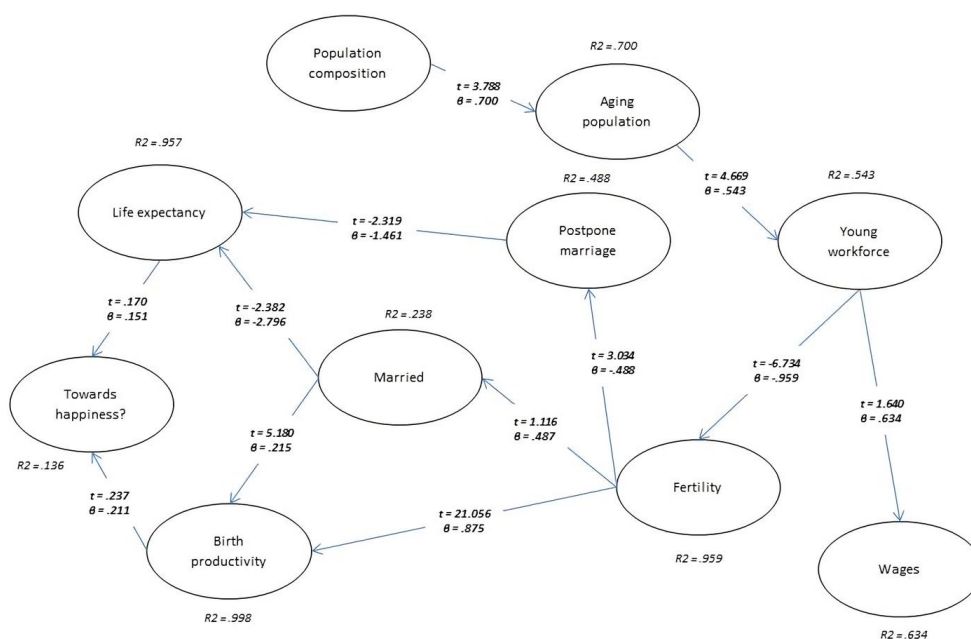 Population
composition
R2 = .700
t = 3.788
β = .700
Aging
population
R2 = .957
R2 = .488
t = 4.669
β = .543
R2 = .543
Life expectancy
t = -2.319
β = -1.461
Postpone
marriage
Young
workforce
t = .170
β = .151
t = -2.382
β = -2.796
R2 = .238
t = 3.034
β = -.488
t = -6.734
β = -.959
Towards
happiness?
Married
t = 1.640
β = .634
t = 5.180
β = .215
t = 1.116
β = .487
R2 = .136
t = .237
β = .211
t = 21.056
β = .875
Fertility
Birth
productivity
R2 = .959
Wages
R2 = .998
R2 = .634